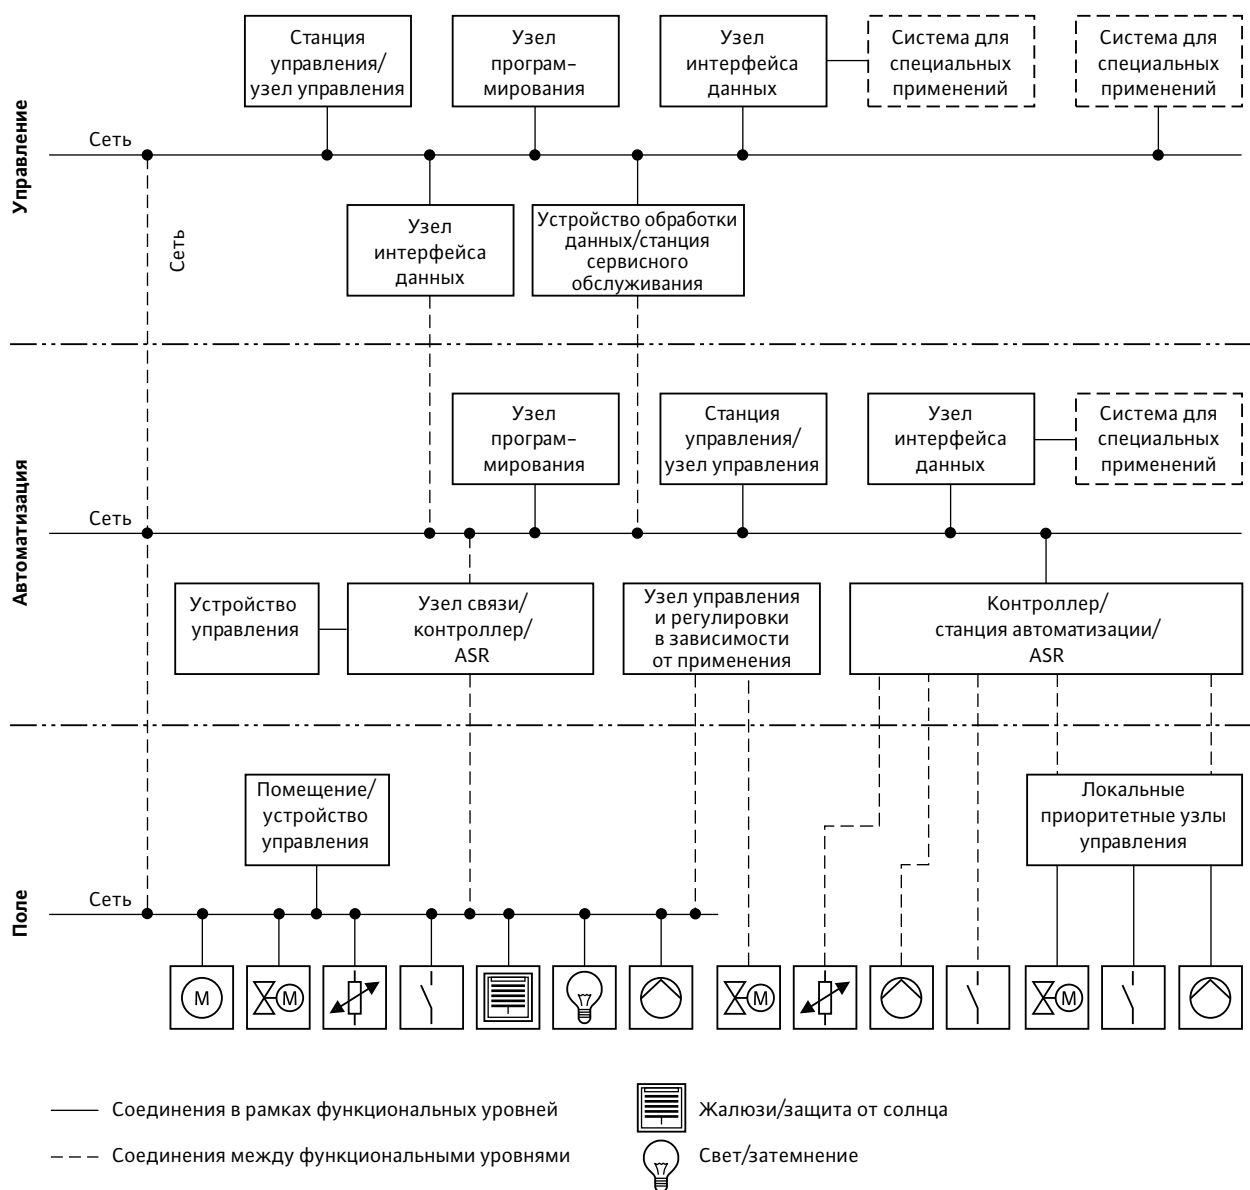 Управление
Станция
управления/
узел управления
Узел
програм–
мирования
Узел
интерфейса
данных
Система для
специальных
применений
Система для
специальных
применений
Сеть
Сеть
Узел
интерфейса
данных
Устройство обработки
данных/станция
сервисного
обслуживания
Автоматизация
Узел
програм–
мирования
Станция
управления/
узел управления
Узел
интерфейса
данных
Система для
специальных
применений
Сеть
Устройство
управления
Узел связи/
контроллер/
ASR
Узел управления
и регулировки
в зависимости
от применения
Контроллер/
станция автоматизации/
ASR
Поле
Помещение/
устройство
управления
Локальные
приоритетные узлы
управления
Сеть
M
M
M
M
Соединения в рамках функциональных уровней
Жалюзи/защита от солнца
Соединения между функциональными уровнями
Свет/затемнение